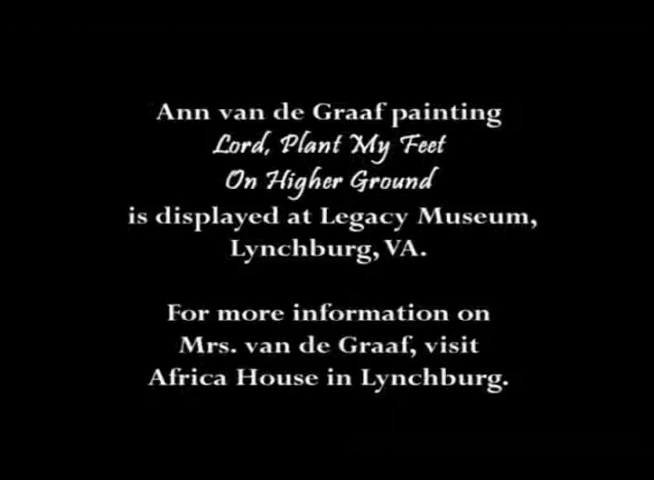 Ann van de Graaf painting
Lord, Plant My Feet
On Higher Ground
is displayed at Legacy Museum,
Lynchburg, VA.
For more information on
Mrs. van de Graaf, visit
Africa House in Lynchburg.